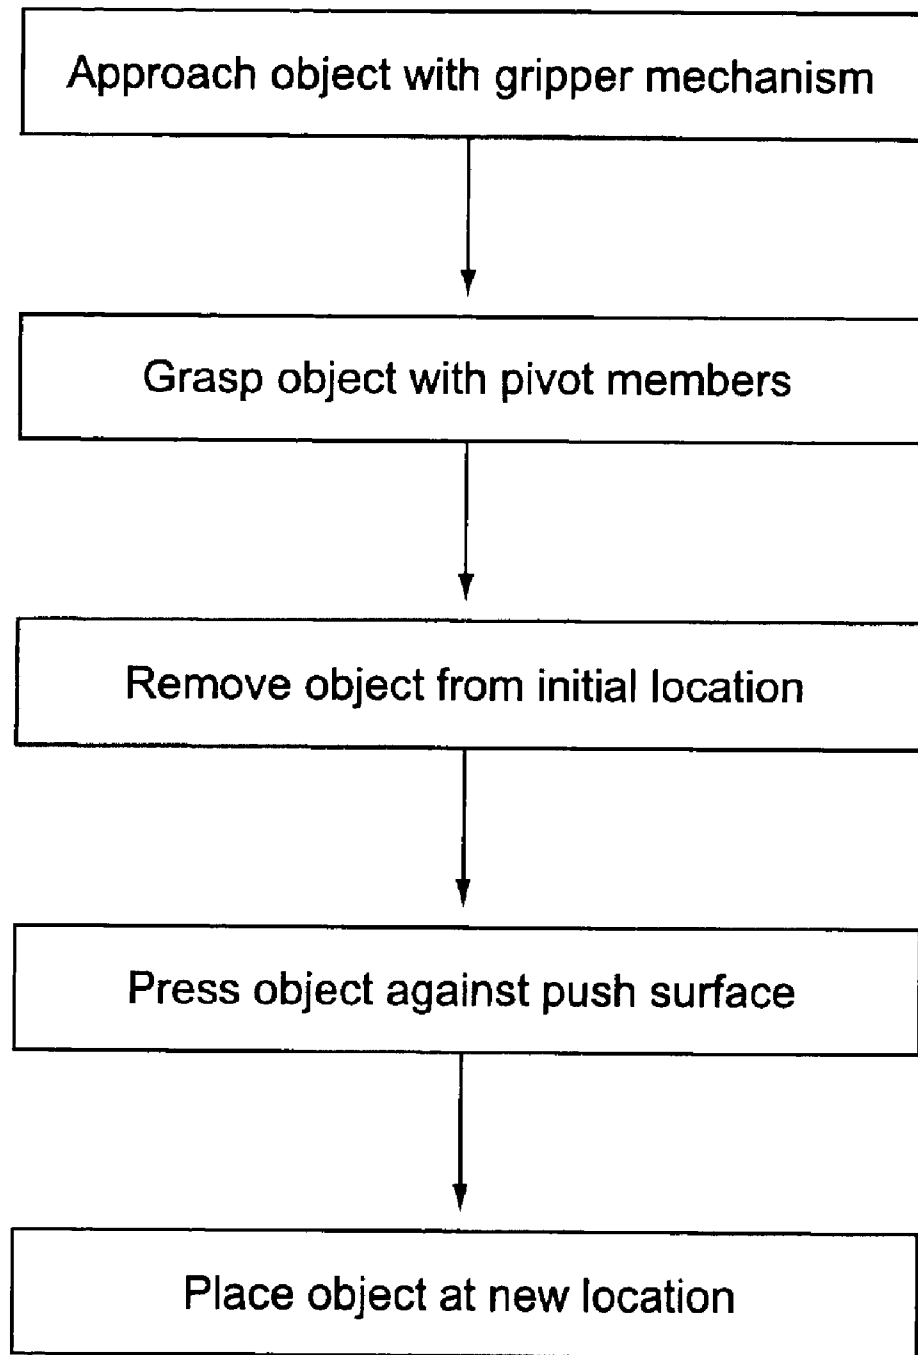 Approach object with gripper mechanism
Grasp object with pivot members
Remove object from initial location
Press object against push surface
Place object at new location